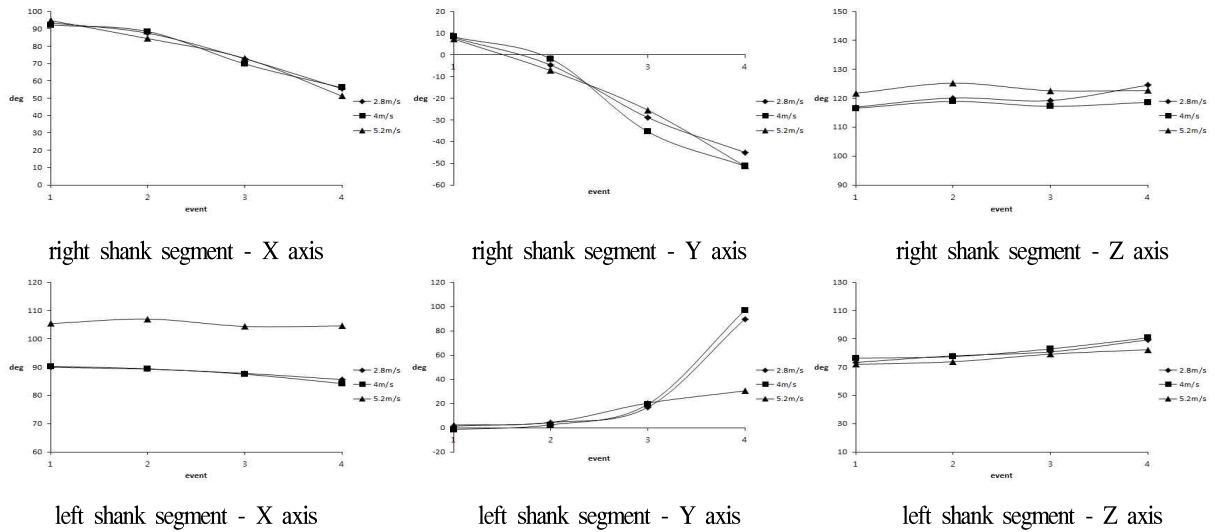 100
90
80
70
60
50
40
30
20
10
0
deg
1 2 3 4
event
2.8m/s
4m/s
5.2m/s
right shank segment - X axis
20
10
0
-10
-20
-30
-40
-50
-60
deg
1 2 3 4
event
2.8m/s
4m/s
5.2m/s
right shank segment - Y axis
150
140
130
120
110
100
90
deg
1 2 3 4
event
2.8m/s
4m/s
5.2m/s
right shank segment - Z axis
120
110
100
90
80
70
60
deg
1 2 3 4
event
2.8m/s
4m/s
5.2m/s
left shank segment - X axis
120
100
80
60
40
20
0
-20
deg
1 2 3 4
event
2.8m/s
4m/s
5.2m/s
left shank segment - Y axis
130
110
90
70
50
30
10
deg
1 2 3 4
event
2.8m/s
4m/s
5.2m/s
left shank segment - Z axis